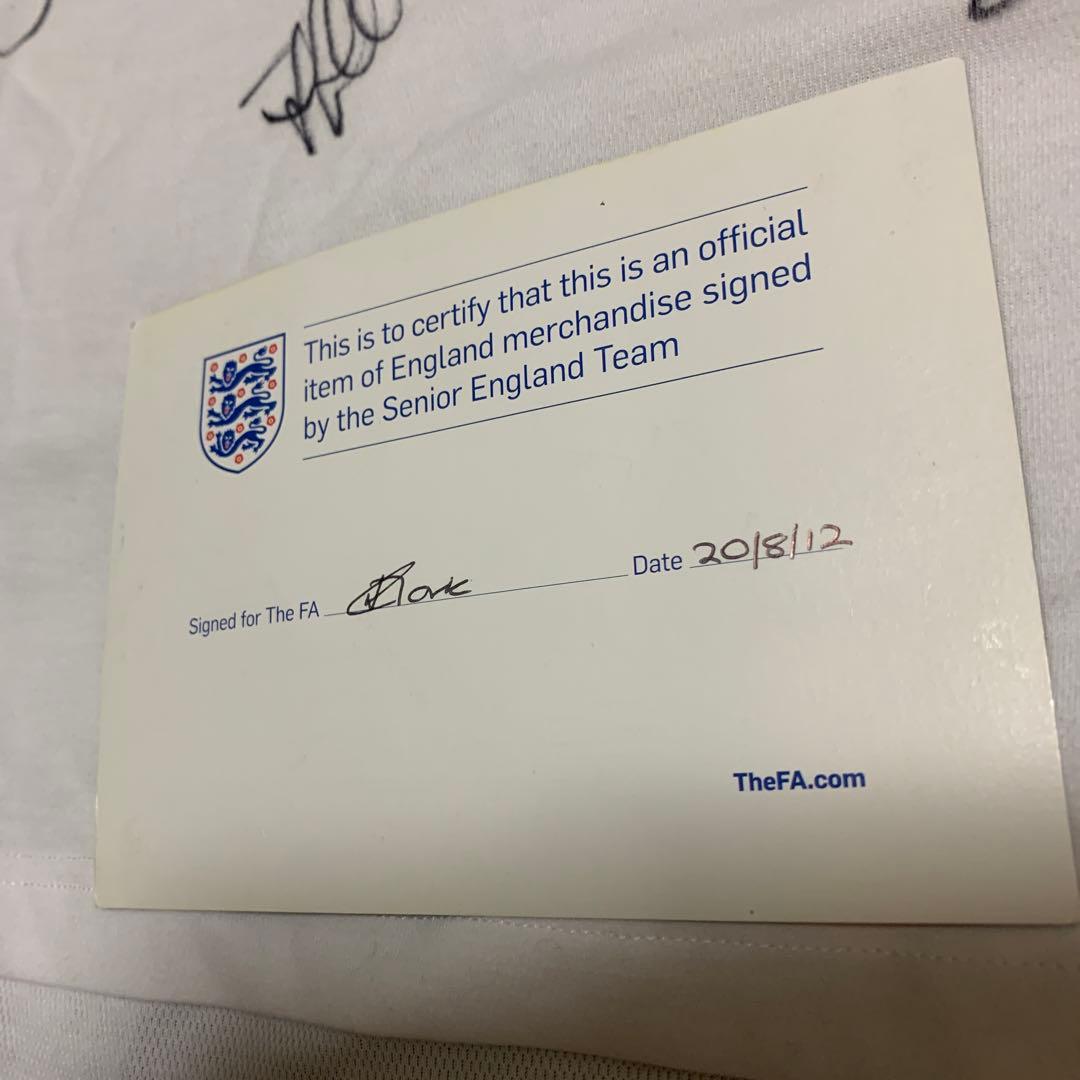 This is to certify that this is an official
item of England merchandise signed
by the Senior England Team
Signed for The FA
Date 20/8/12
TheFA.com